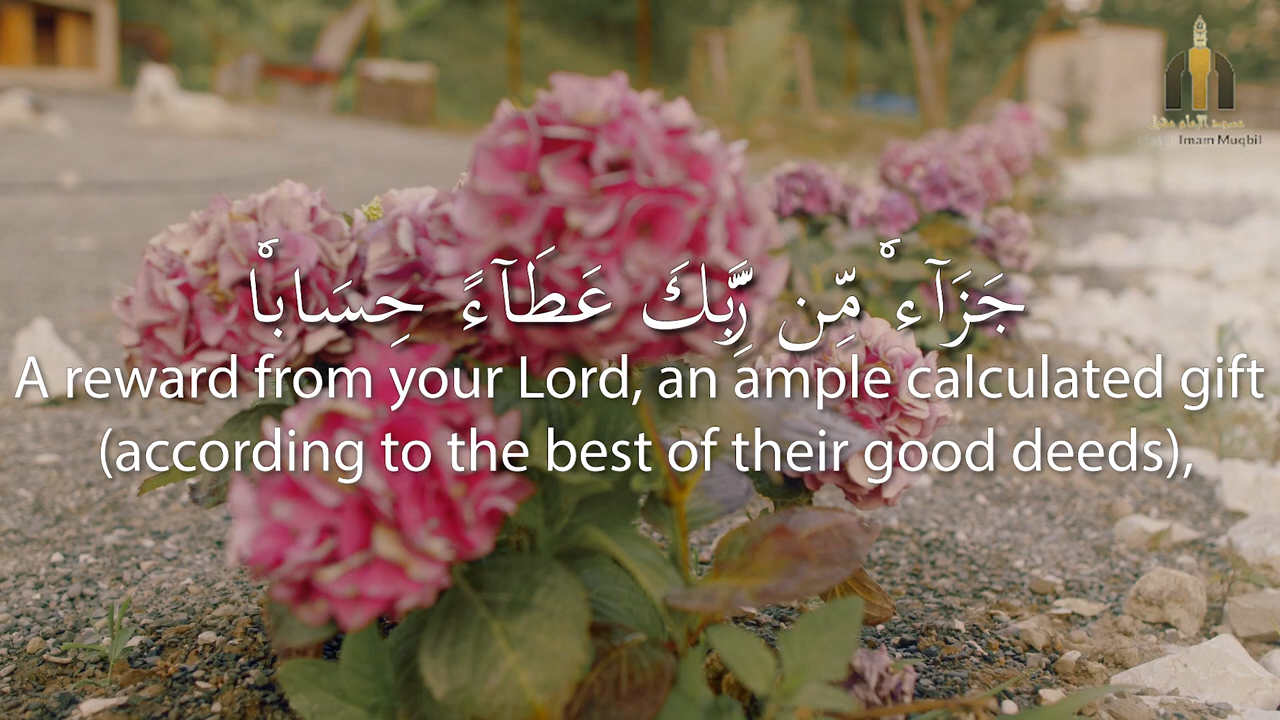 جَزَآءࣰ مِّن رَّبِّكَ عَطَآءً حِسَابࣰا
A reward from your Lord, an ample calculated gift
(according to the best of their good deeds),
Imam Muqbil